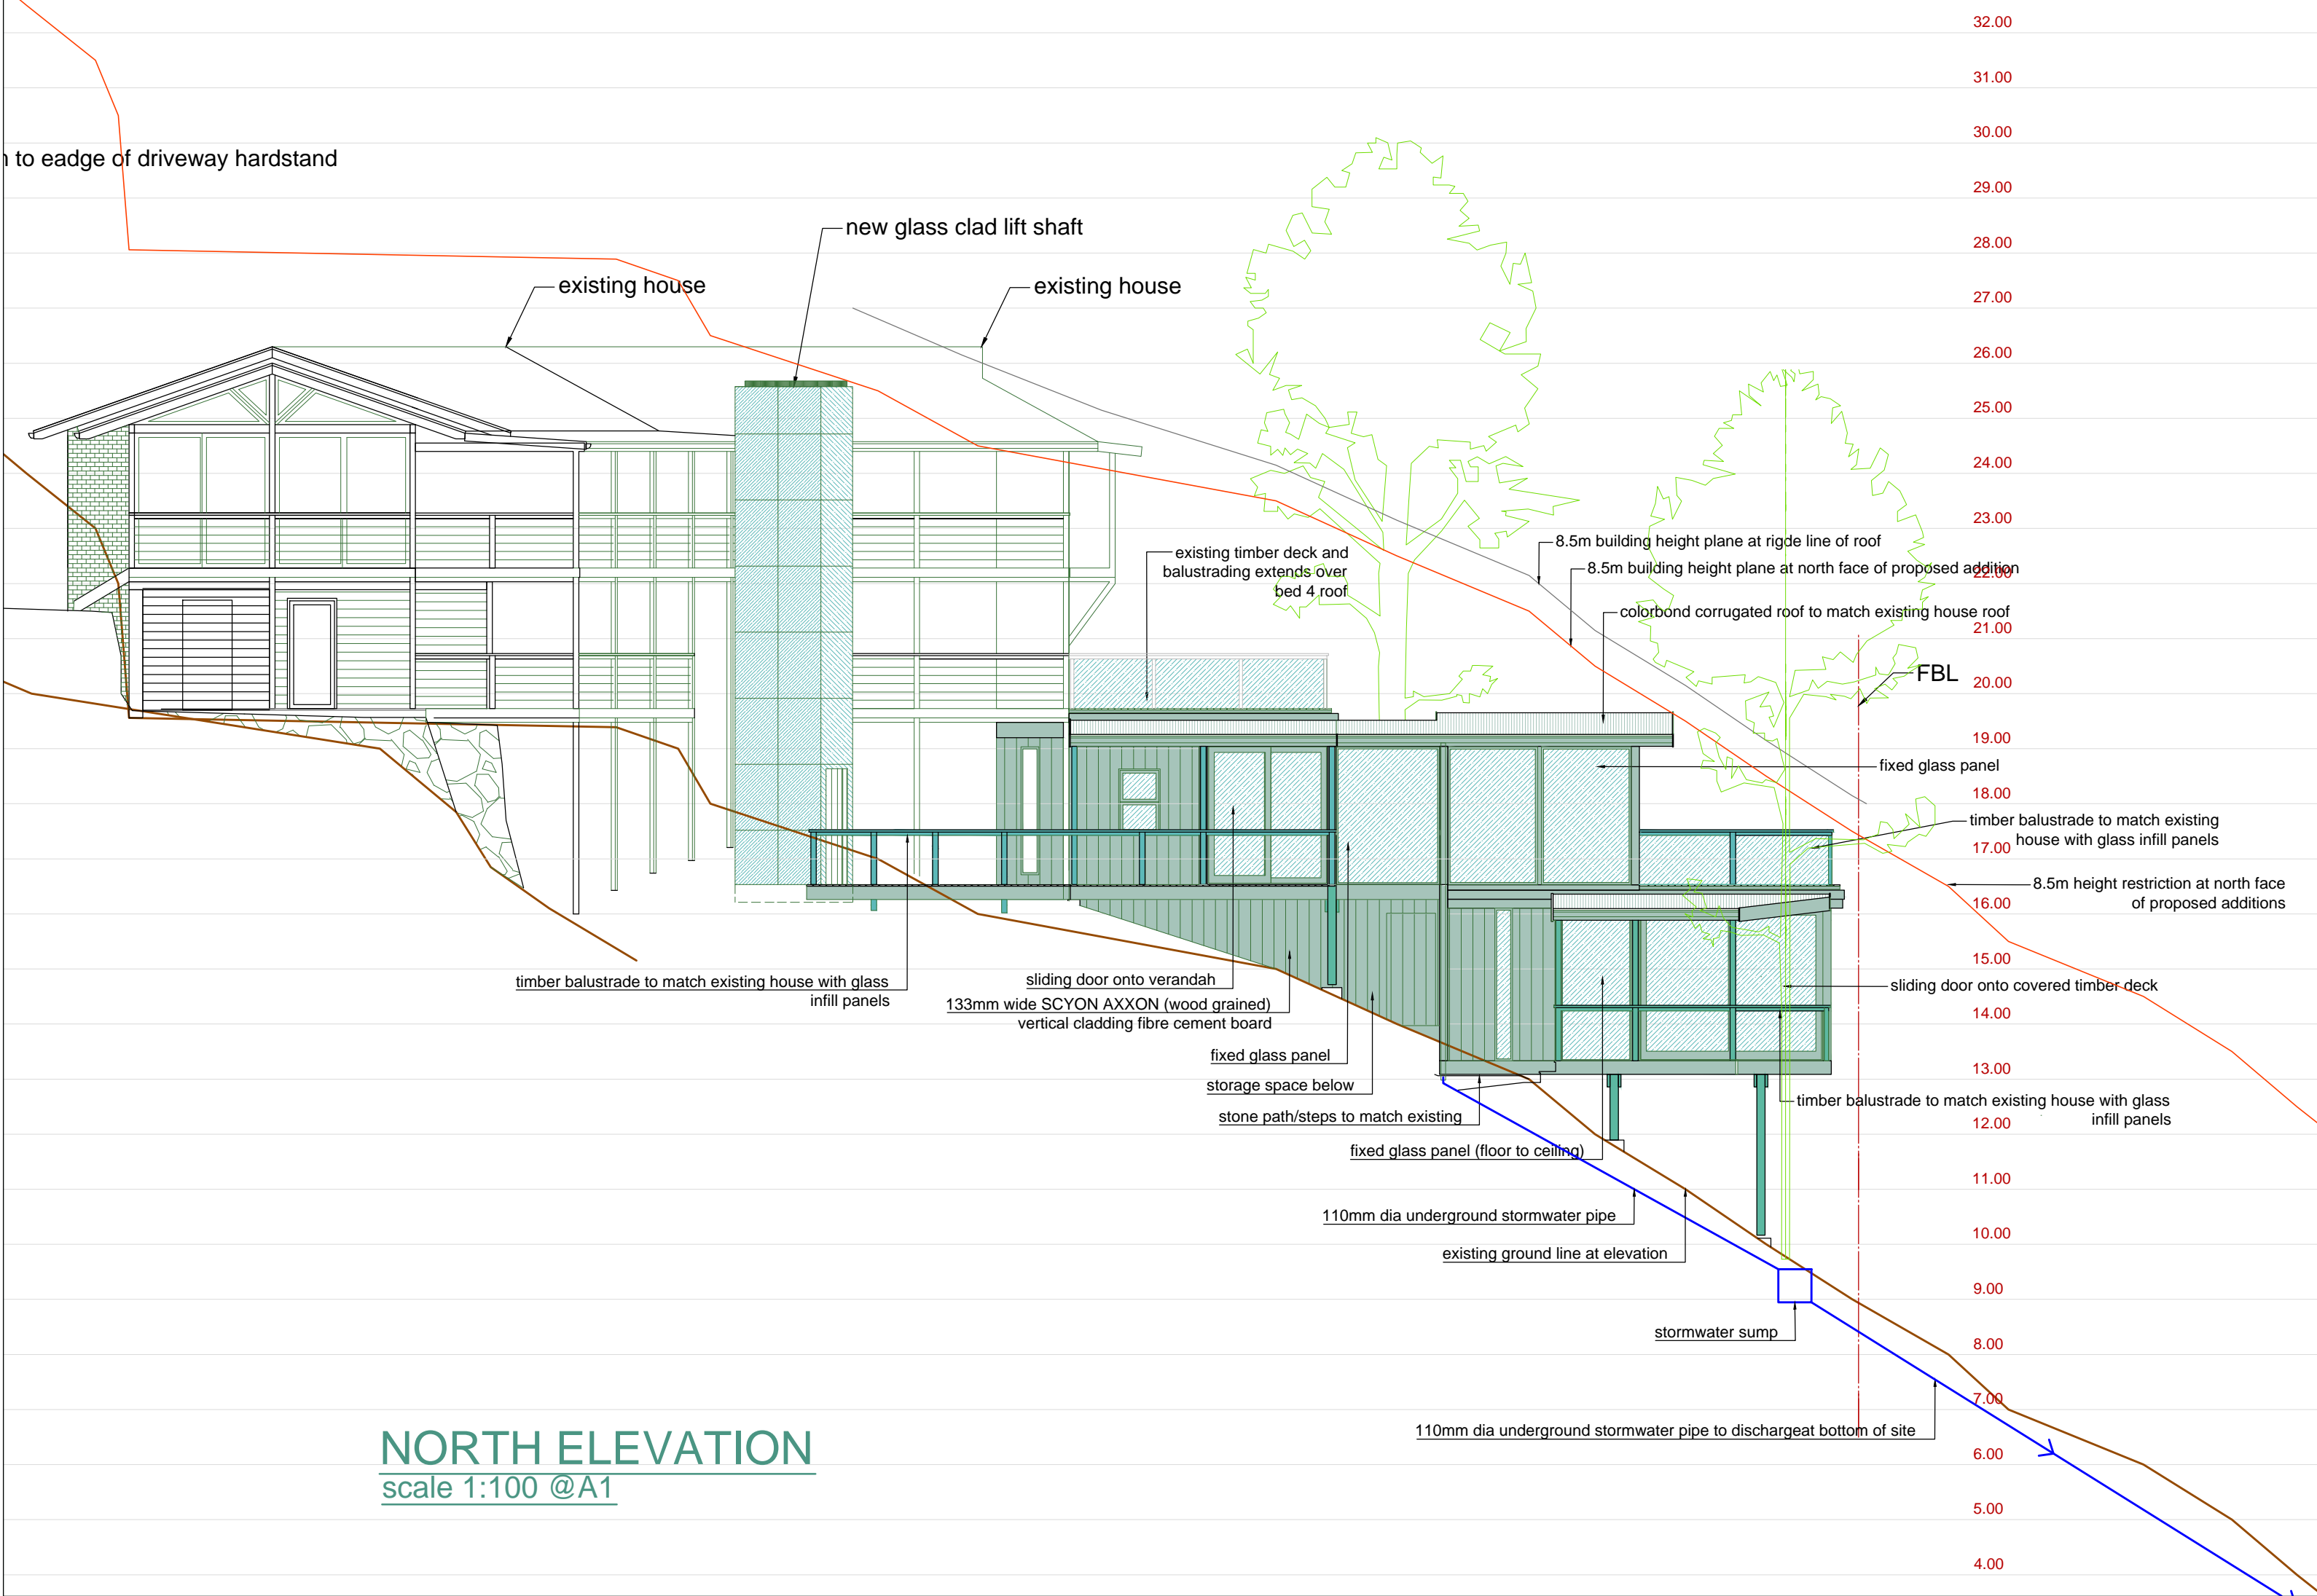 32.00
31.00
30.00
to eadge of driveway hardstand
29.00
new glass clad lift shaft
28.00
existing house
existing house
27.00
26.00
25.00
24.00
23.00
8.5m building height plane at rigde line of roof
existing timber deck and
balustrading extends over
bed 4 roof
8.5m building height plane at north face of proposed addition
22.00
colorbond corrugated roof to match existing house roof
21.00
FBL
20.00
19.00
fixed glass panel
18.00
timber balustrade to match existing
house with glass infill panels
17.00
8.5m height restriction at north face
of proposed additions
16.00
15.00
timber balustrade to match existing house with glass
infill panels
sliding door onto verandah
sliding door onto covered timber deck
133mm wide SCYON AXXON (wood grained)
vertical cladding fibre cement board
14.00
fixed glass panel
13.00
storage space below
timber balustrade to match existing house with glass
infill panels
stone path/steps to match existing
12.00
fixed glass panel (floor to ceiling)
11.00
110mm dia underground stormwater pipe
10.00
existing ground line at elevation
9.00
stormwater sump
8.00
7.00
110mm dia underground stormwater pipe to dischargeat bottom of site
NORTH ELEVATION
6.00
scale 1:100 @A1
5.00
4.00